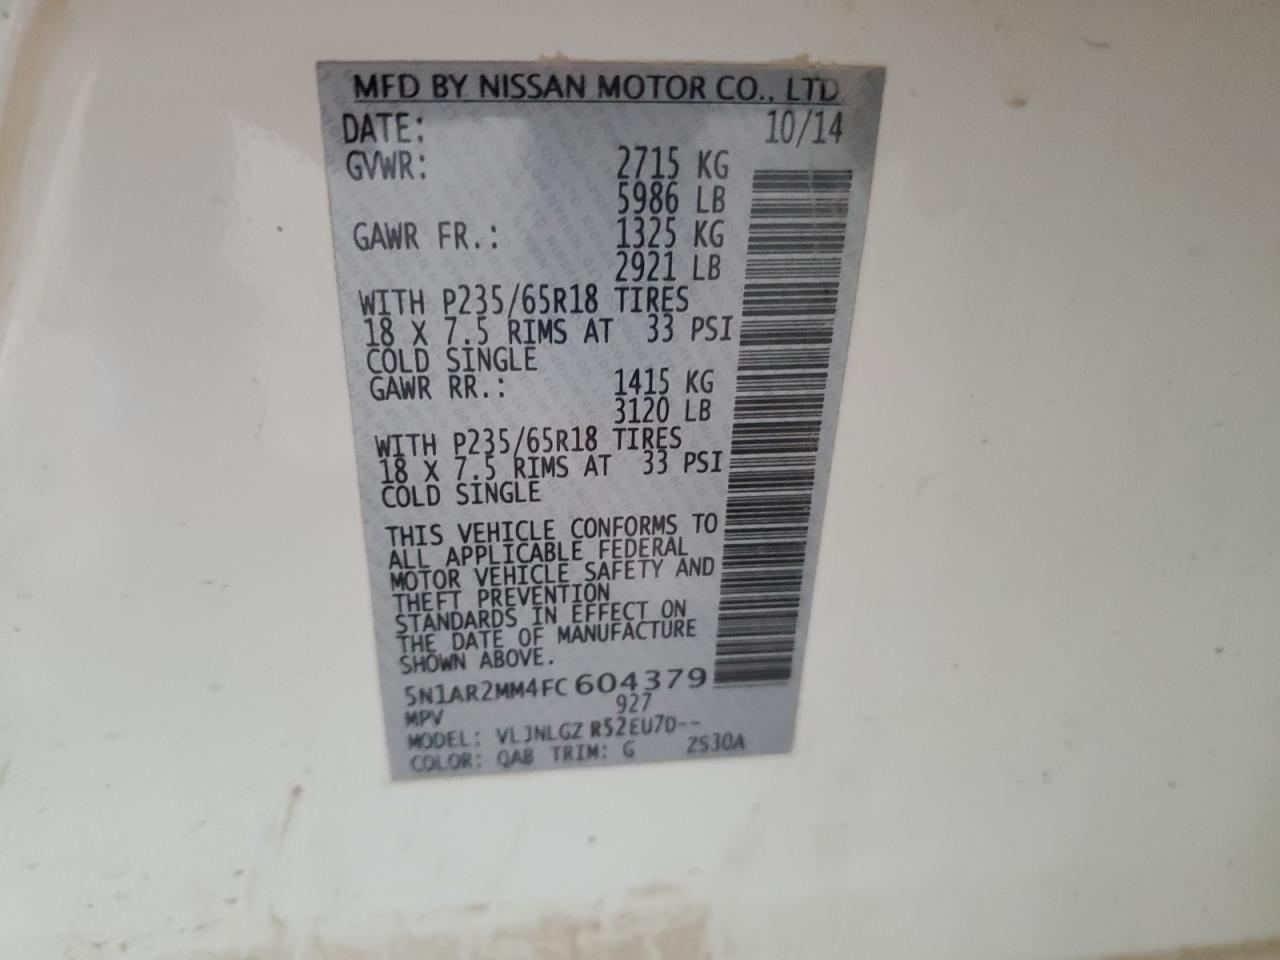 MFD BY NISSAN MOTOR CO., LTD
DATE: 10/14
GVWR: 2715 KG
5986 LB
GAWR FR.: 1325 KG
2921 LB
WITH P235/65R18 TIRES
18 X 7.5 RIMS AT 33 PSI
COLD SINGLE
GAWR RR.: 1415 KG
3120 LB
WITH P235/65R18 TIRES
18 X 7.5 RIMS AT 33 PSI
COLD SINGLE
THIS VEHICLE CONFORMS TO
ALL APPLICABLE FEDERAL
MOTOR VEHICLE SAFETY AND
THEFT PREVENTION
STANDARDS IN EFFECT ON
THE DATE OF MANUFACTURE
SHOWN ABOVE.
5N1AR2MM4FC604379
MPV 927
MODEL: VLJNLGZ R52EU7D--
COLOR: QAB TRIM: G ZS30A